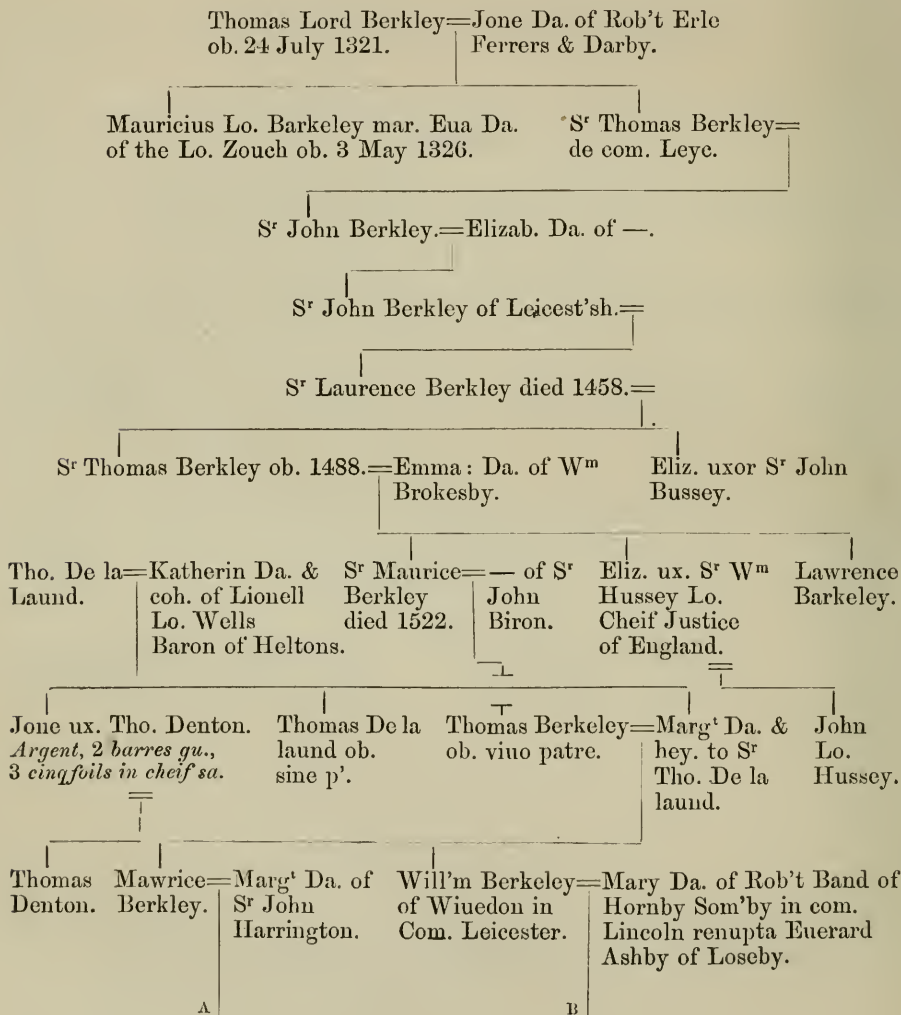 Thomas Lord Berkley=Jone Da. of Rob't Erle
ob. 24 July 1321. Ferrers & Darby.
Mauricius Lo. Barkeley mar. Eua Da. Sʳ Thomas Berkley=
of the Lo. Zouch ob. 3 May 1326. de com. Leyc.
Sʳ John Berkley.=Elizab. Da. of —.
Sʳ John Berkley of Leicest'sh.=
Sʳ Laurence Berkley died 1458.=
Sʳ Thomas Berkley ob. 1488.=Emma: Da. of Wᵐ Eliz. uxor Sʳ John
Brokesby. Bussey.
Tho. De la=Katherin Da. & Sʳ Maurice=— of Sʳ Eliz. ux. Sʳ Wᵐ Lawrence
Laund. coh. of Lionell Berkley John Hussey Lo. Barkeley.
Lo. Wells died 1522. Biron. Cheif Justice
Baron of Heltons. of England.
Jone ux. Tho. Denton. Thomas De la Thomas Berkeley=Margᵗ Da. & John
Argent, 2 barres gu., laund ob. ob. viuo patre. hey. to Sʳ Lo.
3 cinqfoils in cheif sa. sine p'. Tho. De la Hussey.
laund.
Thomas Mawrice=Margᵗ Da. of Will'm Berkeley=Mary Da. of Rob't Band of
Denton. Berkley. Sʳ John of Wiuedon in Hornby Som'by in com.
Harrington. Com. Leicester. Lincoln renupta Euerard
Ashby of Loseby.
A B